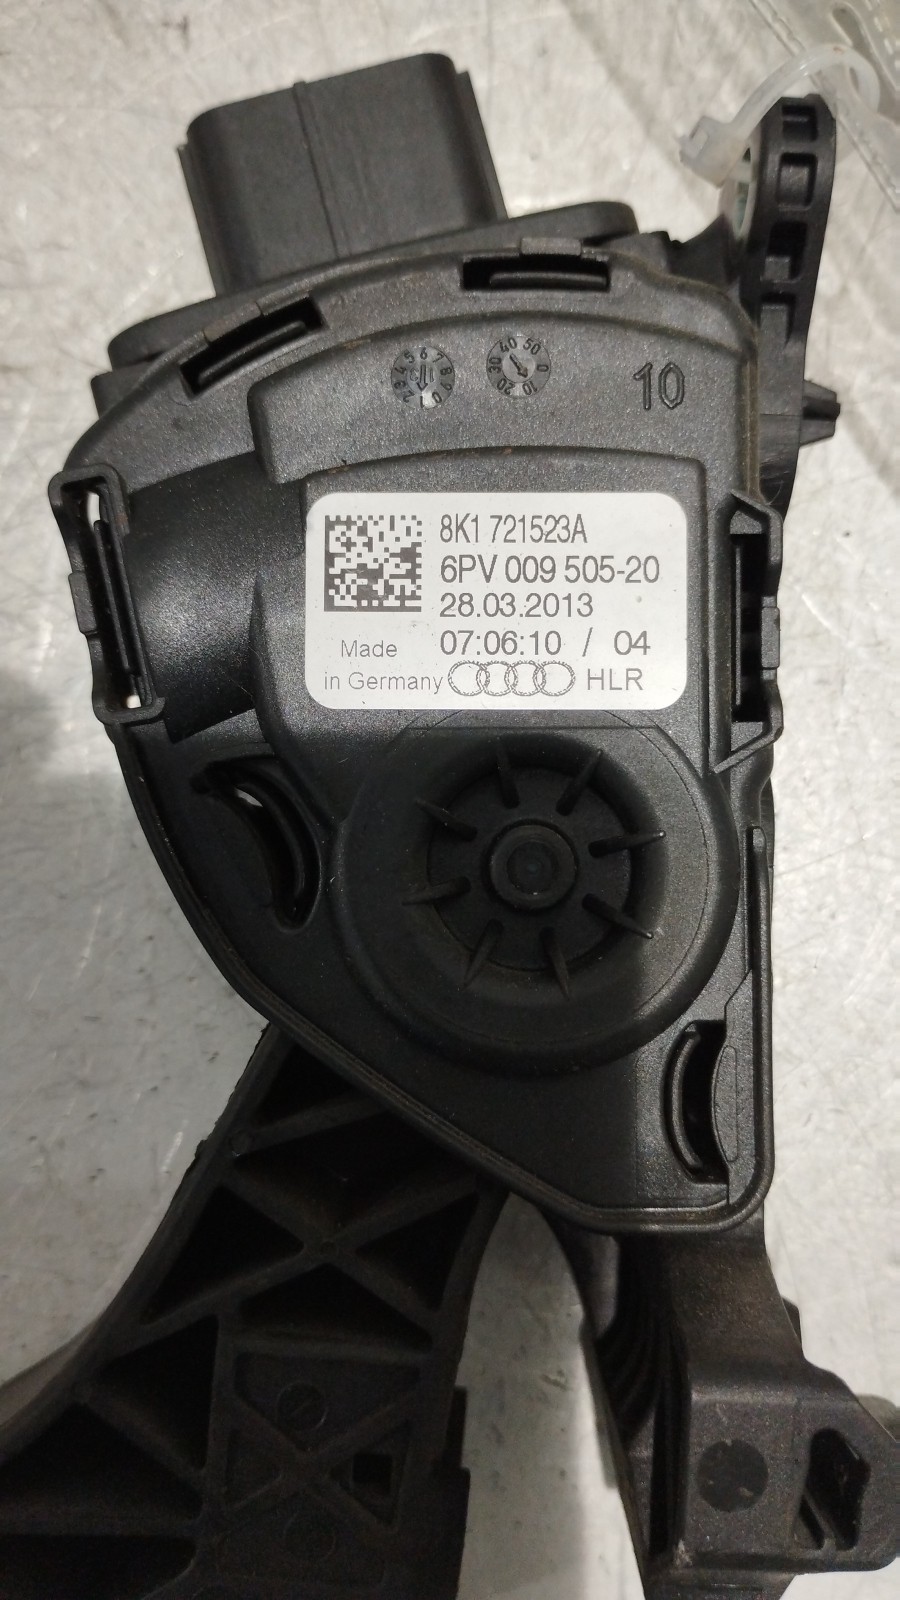 10
8K1 721523A
6PV 009 505-20
28.03.2013
Made 07:06:10 / 04
in Germany HLR